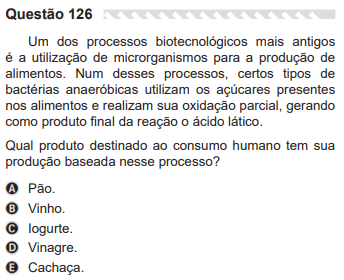 Questão 126
Um dos processos biotecnológicos mais antigos
é a utilização de microrganismos para a produção de
alimentos. Num desses processos, certos tipos de
bactérias anaeróbicas utilizam os açúcares presentes
nos alimentos e realizam sua oxidação parcial, gerando
como produto final da reação o ácido lático.
Qual produto destinado ao consumo humano tem sua
produção baseada nesse processo?
A Pão.
B Vinho.
C Iogurte.
D Vinagre.
E Cachaça.